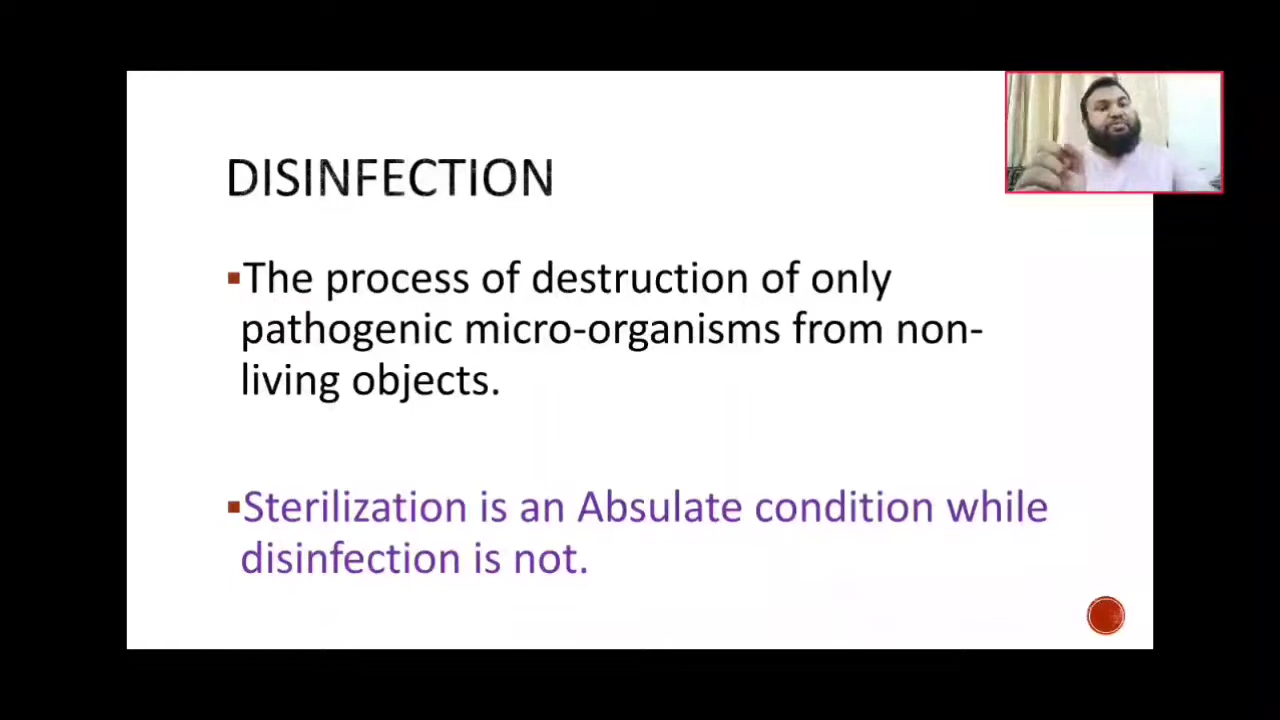 DISINFECTION
▪The process of destruction of only
pathogenic micro-organisms from non-
living objects.
▪Sterilization is an Absulate condition while
disinfection is not.